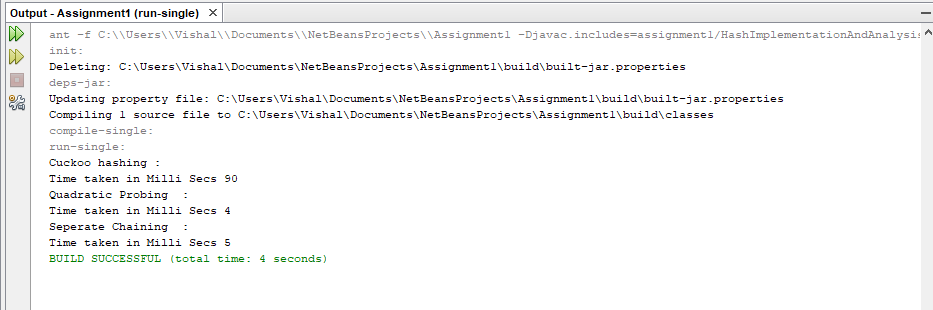 Output - Assignment1 (run-single)
ant -f C:\\Users\\Vishal\\Documents\\NetBeansProjects\\Assignment1 -Djavac.includes=assignment1/HashImplementationAndAnalysis
init:
Deleting: C:\Users\Vishal\Documents\NetBeansProjects\Assignment1\build\built-jar.properties
deps-jar:
Updating property file: C:\Users\Vishal\Documents\NetBeansProjects\Assignment1\build\built-jar.properties
Compiling 1 source file to C:\Users\Vishal\Documents\NetBeansProjects\Assignment1\build\classes
compile-single:
run-single:
Cuckoo hashing :
Time taken in Milli Secs 90
Quadratic Probing  :
Time taken in Milli Secs 4
Seperate Chaining  :
Time taken in Milli Secs 5
BUILD SUCCESSFUL (total time: 4 seconds)